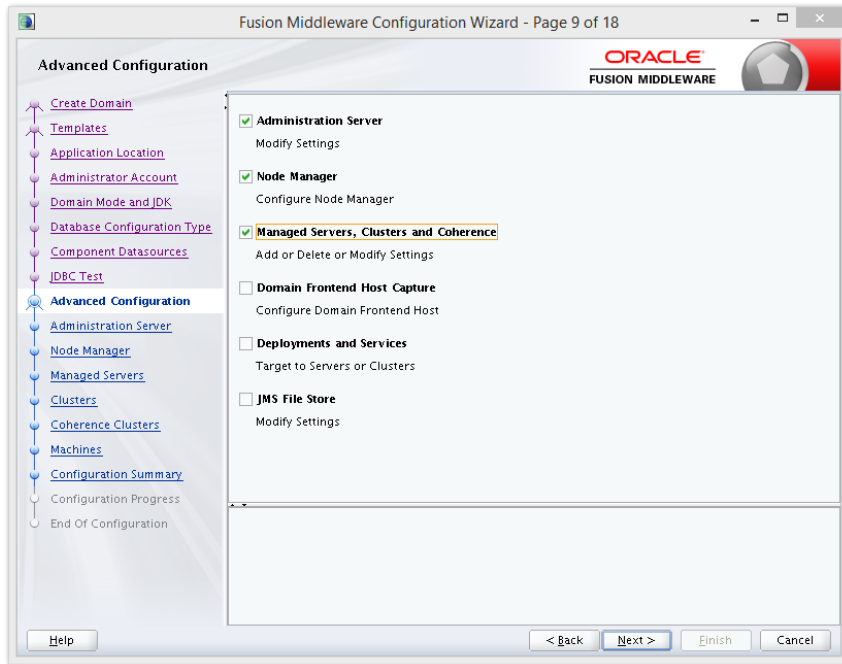 Fusion Middleware Configuration Wizard - Page 9 of 18
Advanced Configuration
ORACLE
FUSION MIDDLEWARE
Create Domain
Templates
Application Location
Administrator Account
Domain Mode and JDK
Database Configuration Type
Component Datasources
JDBC Test
Advanced Configuration
Administration Server
Node Manager
Managed Servers
Clusters
Coherence Clusters
Machines
Configuration Summary
Configuration Progress
End Of Configuration
Administration Server
Modify Settings
Node Manager
Configure Node Manager
Managed Servers, Clusters and Coherence
Add or Delete or Modify Settings
Domain Frontend Host Capture
Configure Domain Frontend Host
Deployments and Services
Target to Servers or Clusters
JMS File Store
Modify Settings
Help
< Back
Next >
Finish
Cancel